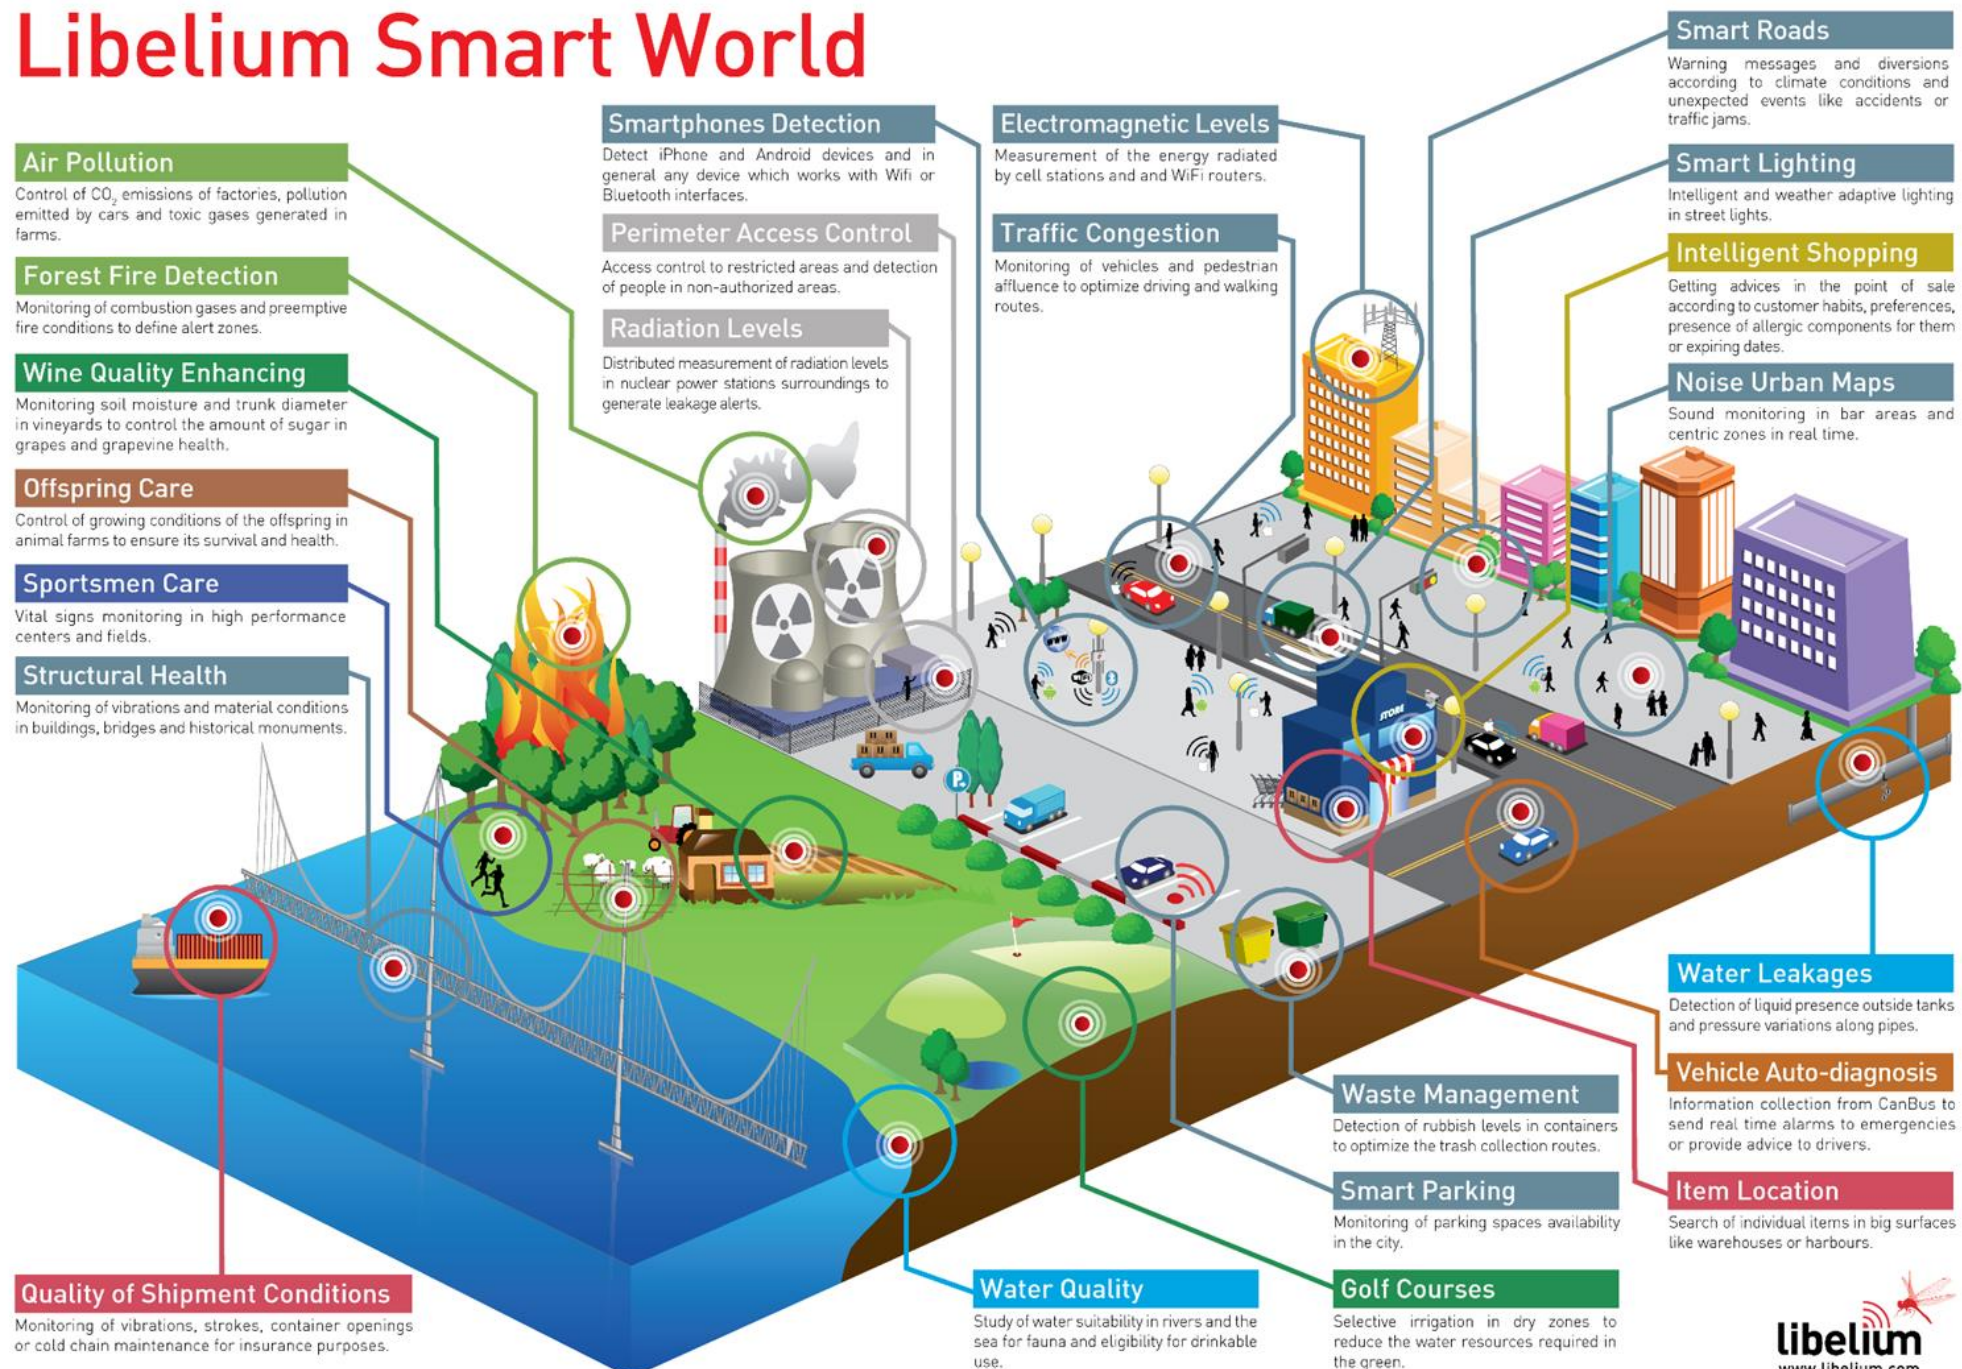 Libelium Smart World
Air Pollution
Control of CO₂ emissions of factories, pollution
emitted by cars and toxic gases generated in
farms.
Forest Fire Detection
Monitoring of combustion gases and preemptive
fire conditions to define alert zones.
Wine Quality Enhancing
Monitoring soil moisture and trunk diameter
in vineyards to control the amount of sugar in
grapes and grapevine health.
Offspring Care
Control of growing conditions of the offspring in
animal farms to ensure its survival and health.
Sportsmen Care
Vital signs monitoring in high performance
centers and fields.
Structural Health
Monitoring of vibrations and material conditions
in buildings, bridges and historical monuments.
Quality of Shipment Conditions
Monitoring of vibrations, strokes, container openings
or cold chain maintenance for insurance purposes.
Smartphones Detection
Detect iPhone and Android devices and in
general any device which works with Wifi or
Bluetooth interfaces.
Perimeter Access Control
Access control to restricted areas and detection
of people in non-authorized areas.
Radiation Levels
Distributed measurement of radiation levels
in nuclear power stations surroundings to
generate leakage alerts.
Electromagnetic Levels
Measurement of the energy radiated
by cell stations and and WiFi routers.
Traffic Congestion
Monitoring of vehicles and pedestrian
affluence to optimize driving and walking
routes.
Smart Roads
Warning messages and diversions
according to climate conditions and
unexpected events like accidents or
traffic jams.
Smart Lighting
Intelligent and weather adaptive lighting
in street lights.
Intelligent Shopping
Getting advices in the point of sale
according to customer habits, preferences,
presence of allergic components for them
or expiring dates.
Noise Urban Maps
Sound monitoring in bar areas and
centric zones in real time.
STORE
P
Water Leakages
Detection of liquid presence outside tanks
and pressure variations along pipes.
Vehicle Auto-diagnosis
Information collection from CanBus to
send real time alarms to emergencies
or provide advice to drivers.
Item Location
Search of individual items in big surfaces
like warehouses or harbours.
Waste Management
Detection of rubbish levels in containers
to optimize the trash collection routes.
Smart Parking
Monitoring of parking spaces availability
in the city.
Golf Courses
Selective irrigation in dry zones to
reduce the water resources required in
the green.
Water Quality
Study of water suitability in rivers and the
sea for fauna and eligibility for drinkable
use.
libelium
www.libelium.com